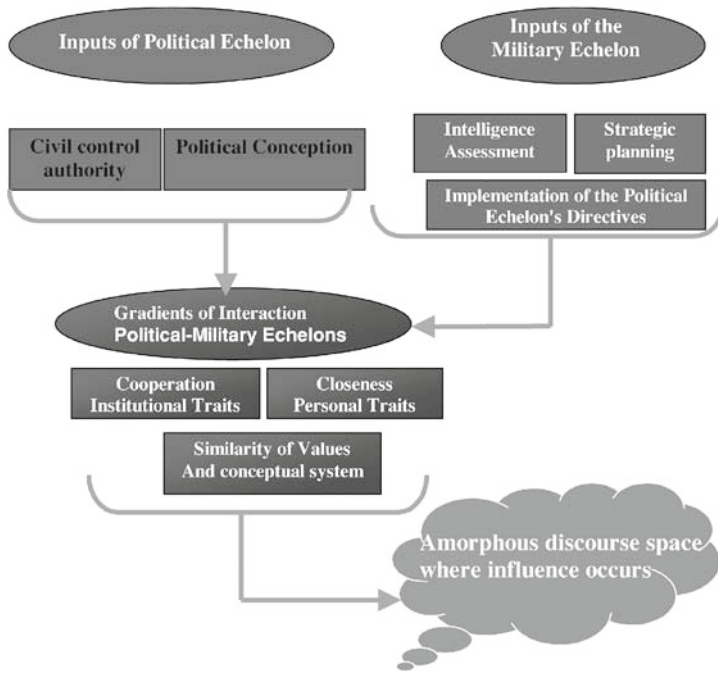 Inputs of Political Echelon
Inputs of the
Military Echelon
Civil control
authority
Political Conception
Intelligence
Assessment
Strategic
planning
Implementation of the Political
Echelon's Directives
Gradients of Interaction
Political-Military Echelons
Cooperation
Institutional Traits
Closeness
Personal Traits
Similarity of Values
And conceptual system
Amorphous discourse space
where influence occurs